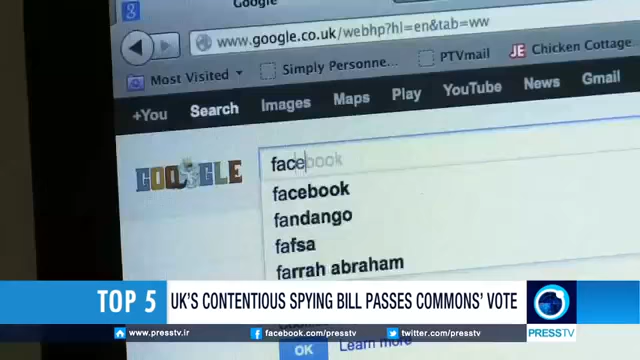 Google
www.google.co.uk/webhp?hl=en&tab=ww
Most Visited Simply Personne... PTVmail JE Chicken Cottage
+You Search Images Maps Play YouTube News Gmail
GOOGLE facebook
facebook
fandango
fafsa
farrah abraham
TOP 5 UK'S CONTENTIOUS SPYING BILL PASSES COMMONS' VOTE
PRESSTV
www.presstv.ir facebook.com/presstv twitter.com/presstv
OK Learn more